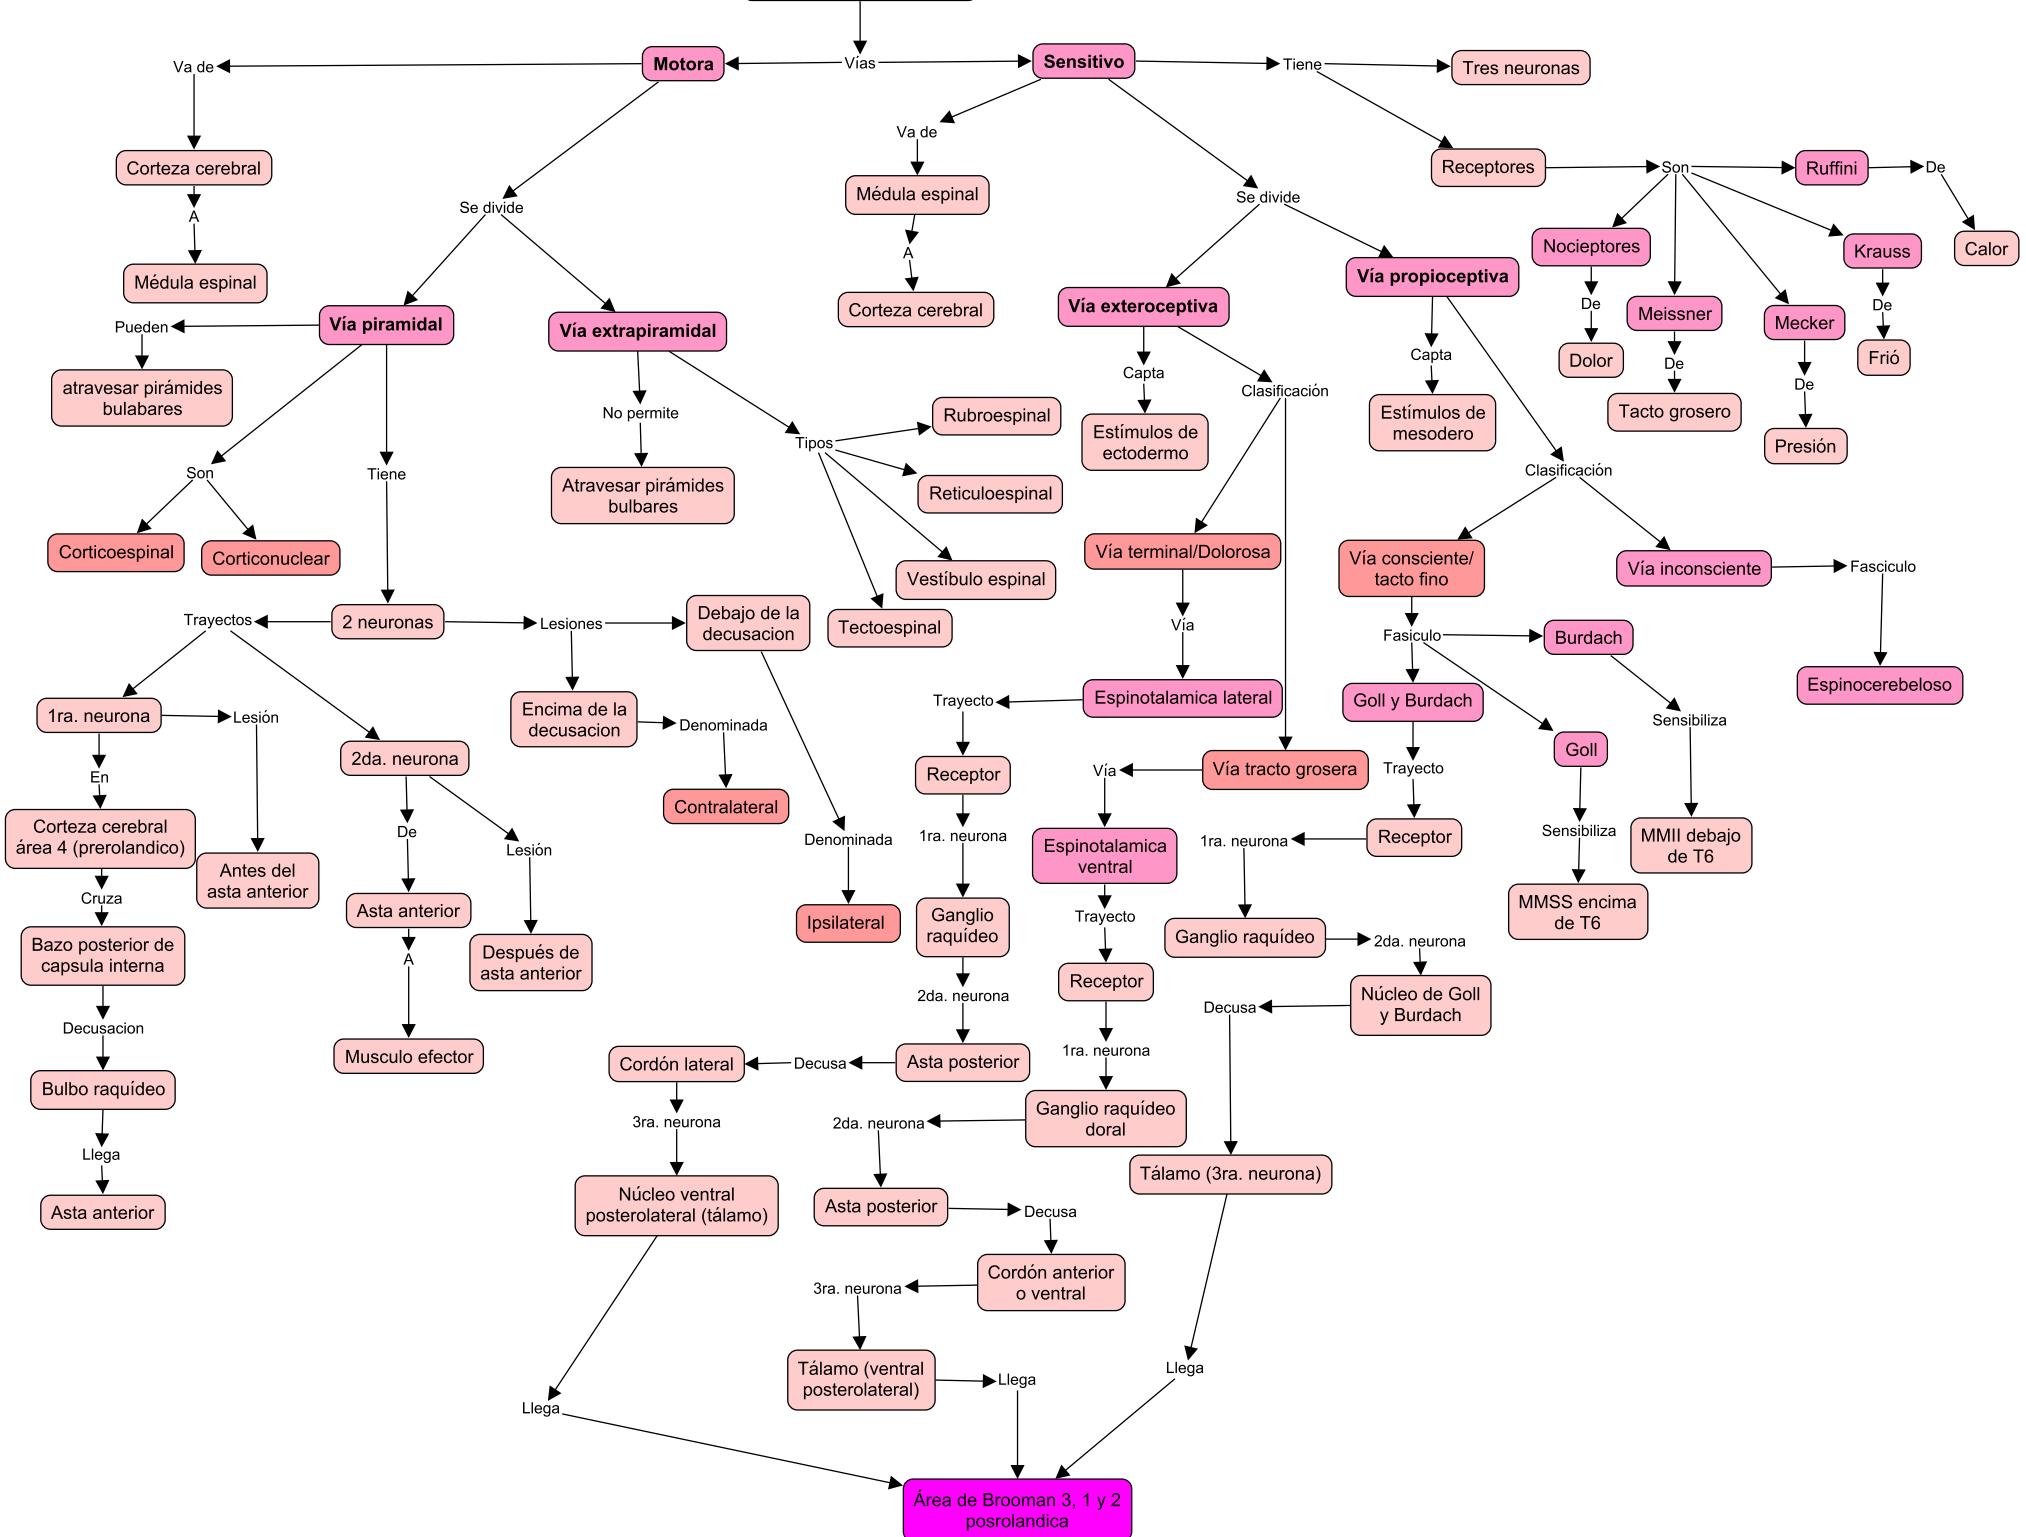 Va de
Motora
Vías
Sensitivo
Tiene
Tres neuronas
Va de
Corteza cerebral
A
Médula espinal
Se divide
Médula espinal
A
Corteza cerebral
Se divide
Receptores
Son
Ruffini
De
Calor
Nocieptores
De
Dolor
Meissner
De
Tacto grosero
Mecker
De
Presión
Krauss
De
Frió
Pueden
Vía piramidal
Vía extrapiramidal
Vía exteroceptiva
Vía propioceptiva
atravesar pirámides
bulabares
No permite
Atravesar pirámides
bulbares
Tipos
Rubroespinal
Reticuloespinal
Vestíbulo espinal
Tectoespinal
Capta
Estímulos de
ectodermo
Clasificación
Capta
Estímulos de
mesodero
Clasificación
Son
Tiene
Corticoespinal
Corticonuclear
Vía terminal/Dolorosa
Vía consciente/
tacto fino
Vía inconsciente
Fasciculo
Espinocerebeloso
Trayectos
2 neuronas
Lesiones
Debajo de la
decusacion
Vía
Fasiculo
Burdach
Goll y Burdach
Sensibiliza
Goll
MMII debajo
de T6
Sensibiliza
MMSS encima
de T6
1ra. neurona
Lesión
2da. neurona
Encima de la
decusacion
Denominada
Contralateral
Denominada
Ipsilateral
En
Corteza cerebral
área 4 (prerolandico)
Antes del
asta anterior
Cruza
Bazo posterior de
capsula interna
Decusacion
Bulbo raquídeo
Llega
Asta anterior
De
Lesión
Asta anterior
Después de
asta anterior
A
Musculo efector
Trayecto
Espinotalamica lateral
Receptor
1ra. neurona
Ganglio
raquídeo
2da. neurona
Asta posterior
Decusa
Cordón lateral
3ra. neurona
Núcleo ventral
posterolateral (tálamo)
Llega
Vía
Vía tracto grosera
Espinotalamica
ventral
Trayecto
Receptor
1ra. neurona
Ganglio raquídeo
doral
2da. neurona
Asta posterior
Decusa
Cordón anterior
o ventral
3ra. neurona
Tálamo (ventral
posterolateral)
Llega
Trayecto
Receptor
1ra. neurona
Ganglio raquídeo
2da. neurona
Núcleo de Goll
y Burdach
Decusa
Tálamo (3ra. neurona)
Llega
Área de Brooman 3, 1 y 2
posrolandica